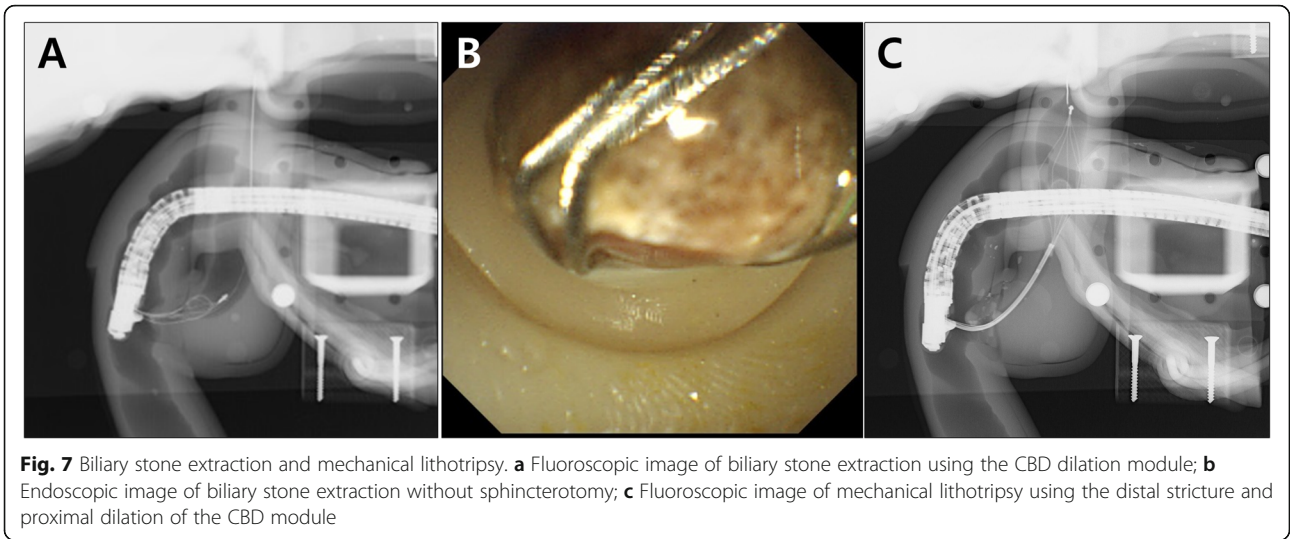 A
B
C
Fig. 7 Biliary stone extraction and mechanical lithotripsy. a Fluoroscopic image of biliary stone extraction using the CBD dilation module; b
Endoscopic image of biliary stone extraction without sphincterotomy; c Fluoroscopic image of mechanical lithotripsy using the distal stricture and
proximal dilation of the CBD module